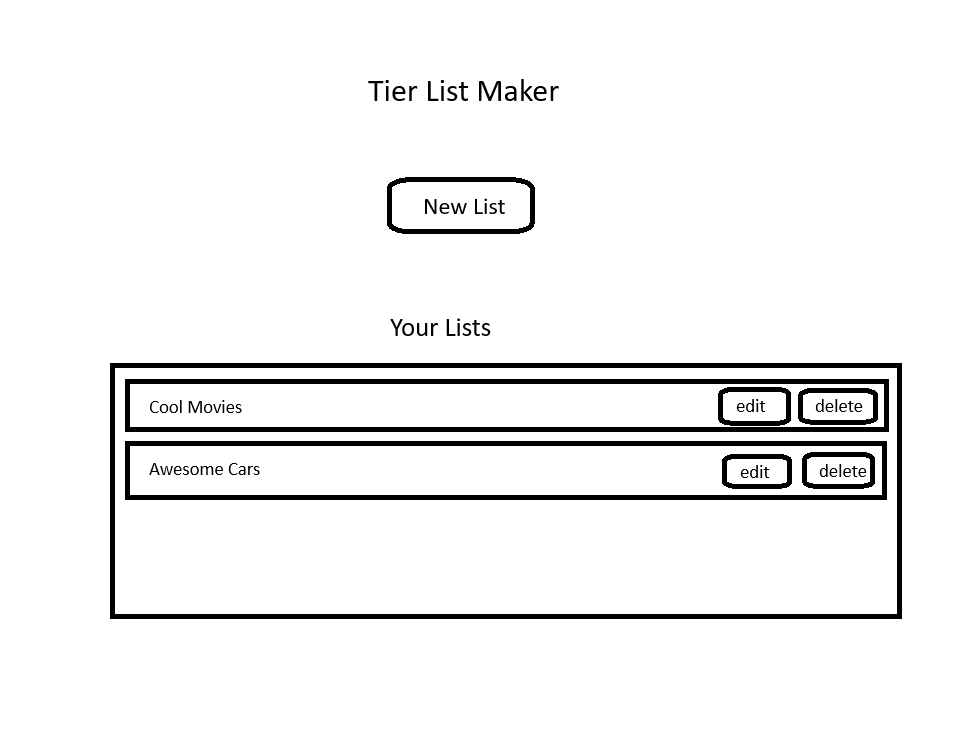 Tier List Maker
New List
Your Lists
Cool Movies edit delete
Awesome Cars edit delete